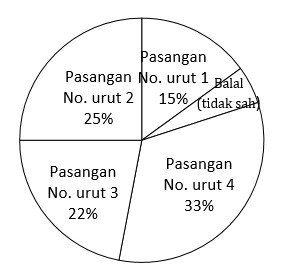 Pasangan
No. urut 1
15%
Balal
(tidak sah)
Pasangan
No. urut 2
25%
Pasangan
No. urut 3
22%
Pasangan
No. urut 4
33%